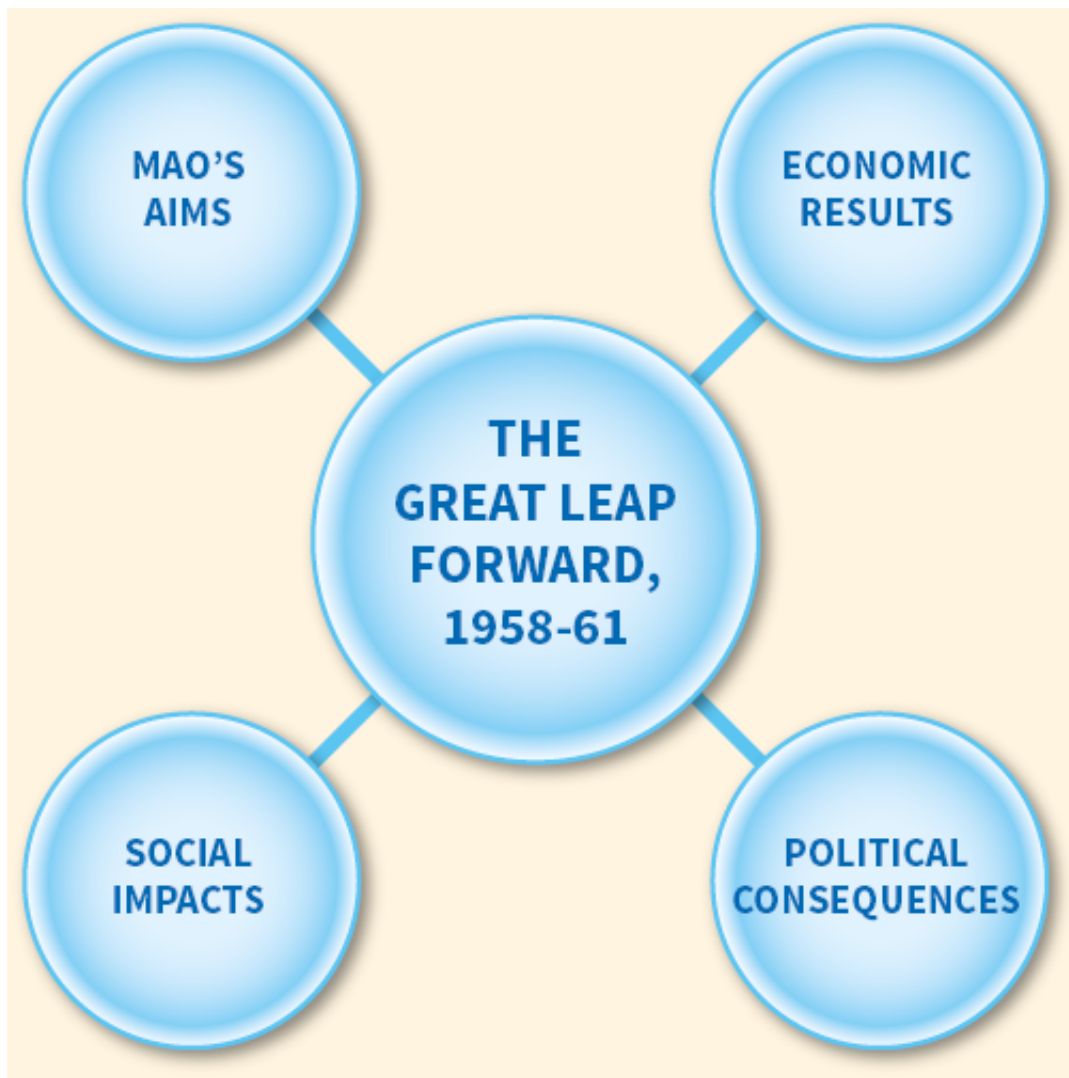 MAO’S
AIMS
ECONOMIC
RESULTS
THE
GREAT LEAP
FORWARD,
1958-61
SOCIAL
IMPACTS
POLITICAL
CONSEQUENCES